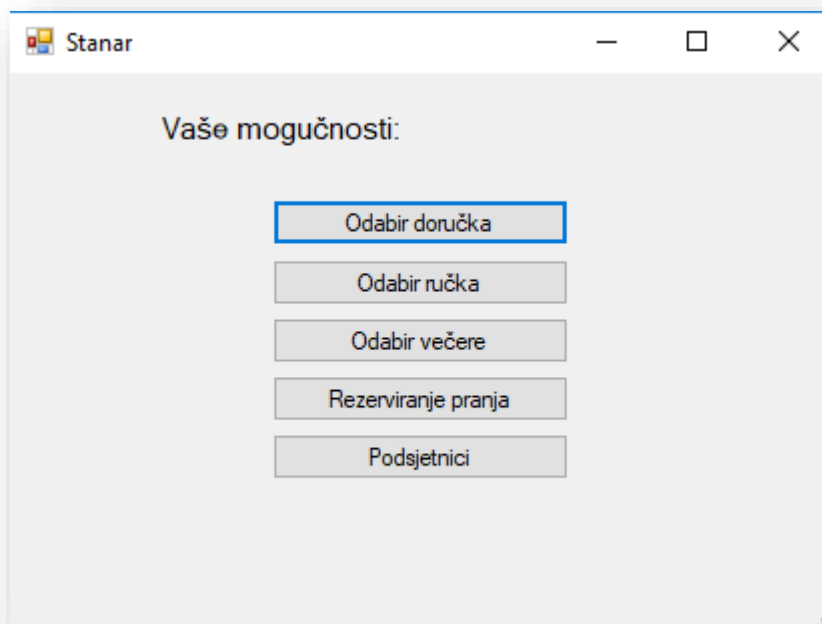 Stanar
Vaše mogučnosti:
Odabir doručka
Odabir ručka
Odabir večere
Rezerviranje pranja
Podsjetnici